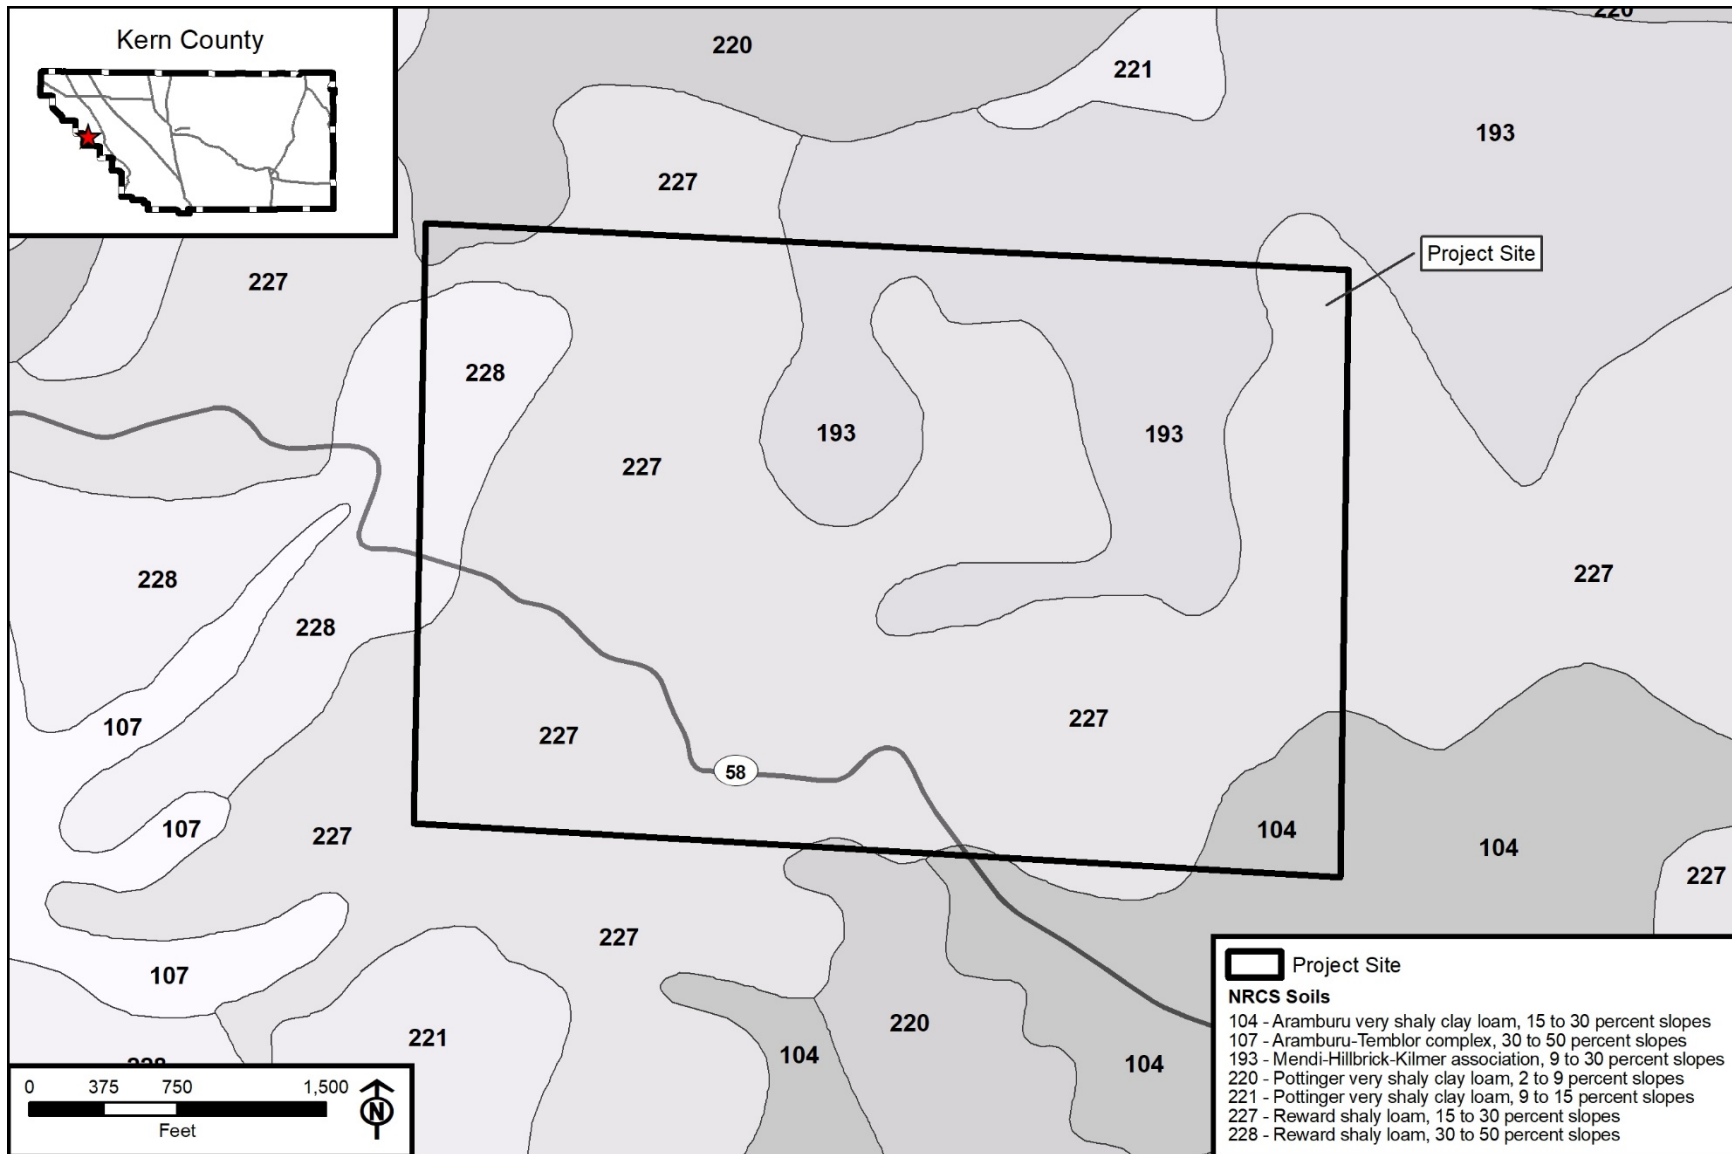 Kern County
220
220
221
193
227
Project Site
227
228
193
193
227
228
227
228
107
227
227
58
107
227
104
104
227
227
107
221
220
104
104
228
0 375 750 1,500
Feet
N
Project Site
NRCS Soils
104 - Aramburu very shaly clay loam, 15 to 30 percent slopes
107 - Aramburu-Temblor complex, 30 to 50 percent slopes
193 - Mendi-Hillbrick-Kilmer association, 9 to 30 percent slopes
220 - Pottinger very shaly clay loam, 2 to 9 percent slopes
221 - Pottinger very shaly clay loam, 9 to 15 percent slopes
227 - Reward shaly loam, 15 to 30 percent slopes
228 - Reward shaly loam, 30 to 50 percent slopes